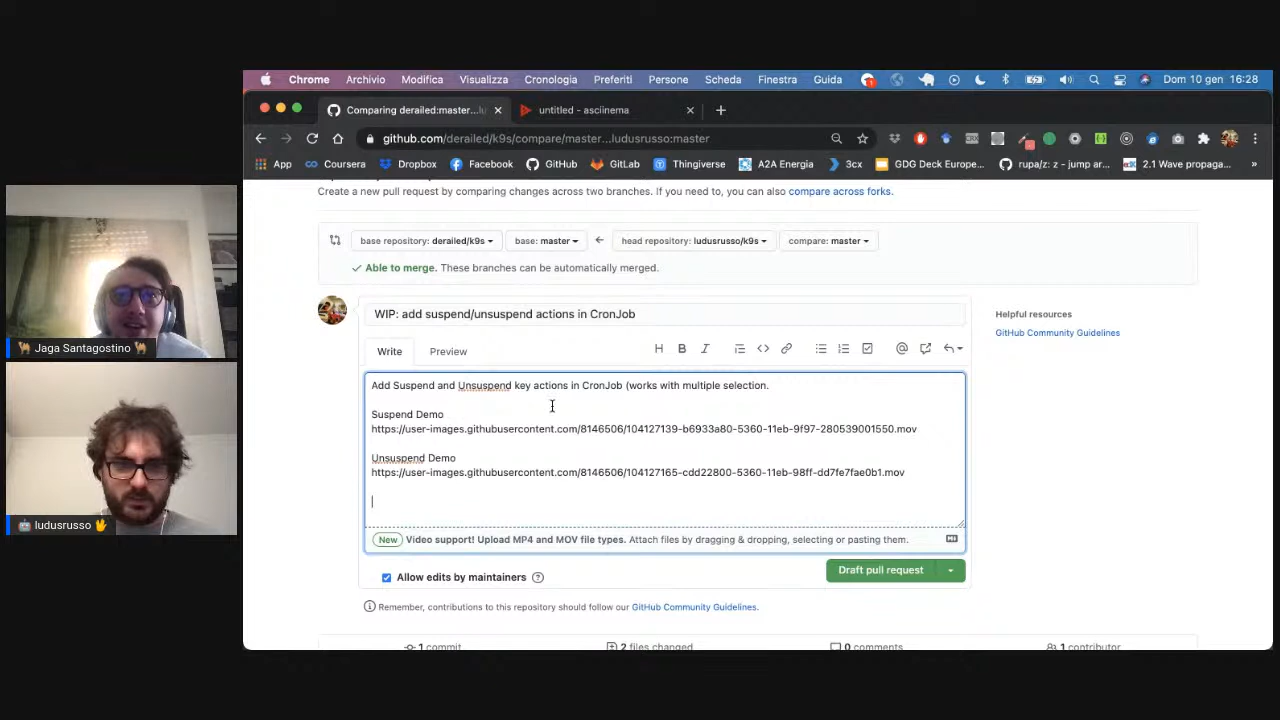 Chrome Archivio Modifica Visualizza Cronologia Preferiti Persone Scheda Finestra Guida Dom 10 gen 16:28
Comparing derailed:master...lu
untitled - asciinema
github.com/derailed/k9s/compare/master...ludusrusso:master
App Coursera Dropbox Facebook GitHub GitLab Thingiverse A2A Energia 3cx GDG Deck Europe... rupa/z: z - jump ar... 2.1 Wave propaga...
Create a new pull request by comparing changes across two branches. If you need to, you can also compare across forks.
base repository: derailed/k9s base: master head repository: ludusrusso/k9s compare: master
Able to merge. These branches can be automatically merged.
WIP: add suspend/unsuspend actions in CronJob
Helpful resources
GitHub Community Guidelines
Write Preview
Add Suspend and Unsuspend key actions in CronJob (works with multiple selection.
Suspend Demo
https://user-images.githubusercontent.com/8146506/104127139-b6933a80-5360-11eb-9f97-280539001550.mov
Unsuspend Demo
https://user-images.githubusercontent.com/8146506/104127165-cdd22800-5360-11eb-98ff-dd7fe7fae0b1.mov
New Video support! Upload MP4 and MOV file types. Attach files by dragging & dropping, selecting or pasting them.
Allow edits by maintainers
Draft pull request
Remember, contributions to this repository should follow our GitHub Community Guidelines.
1 commit 2 files changed 0 comments 1 contributor
🐫 Jaga Santagostino 🐫
🤖 ludusrusso 🖖